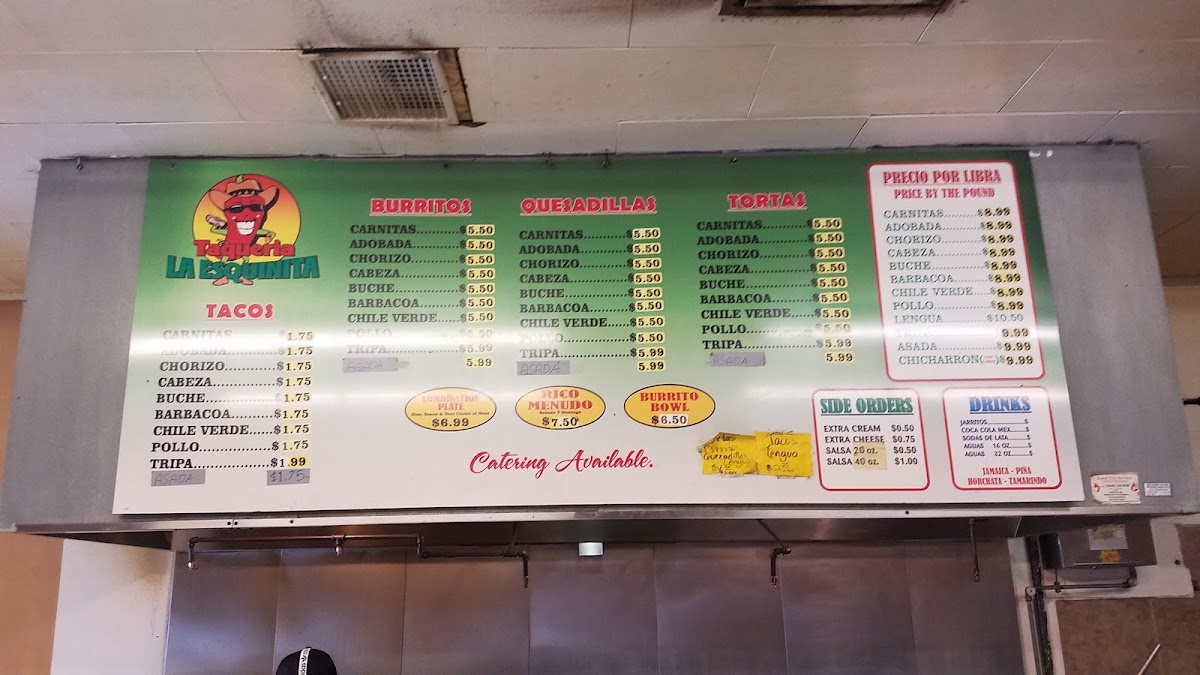 Taqueria
LA ESQUINITA
TACOS
CARNITAS $1.75
ADOBADA $1.75
CHORIZO............$1.75
CABEZA..............$1.75
BUCHE................$1.75
BARBACOA.........$1.75
CHILE VERDE......$1.75
POLLO.................$1.75
TRIPA...................$1.99
ASADA $1.75
BURRITOS
CARNITAS..........$5.50
ADOBADA...........$5.50
CHORIZO............$5.50
CABEZA..............$5.50
BUCHE................$5.50
BARBACOA.........$5.50
CHILE VERDE......$5.50
POLLO.................$5.50
TRIPA...................$5.99
ASADA 5.99
QUESADILLAS
CARNITAS..........$5.50
ADOBADA...........$5.50
CHORIZO............$5.50
CABEZA..............$5.50
BUCHE................$5.50
BARBACOA.........$5.50
CHILE VERDE......$5.50
POLLO.................$5.50
TRIPA...................$5.99
ASADA 5.99
TORTAS
CARNITAS..........$5.50
ADOBADA...........$5.50
CHORIZO............$5.50
CABEZA..............$5.50
BUCHE................$5.50
BARBACOA.........$5.50
CHILE VERDE......$5.50
POLLO.................$5.50
TRIPA...................$5.99
ASADA 5.99
PRECIO POR LIBRA
PRICE BY THE POUND
CARNITAS..........$8.99
ADOBADA...........$8.99
CHORIZO............$8.99
CABEZA..............$8.99
BUCHE................$8.99
BARBACOA.........$8.99
CHILE VERDE......$8.99
POLLO.................$8.99
LENGUA..............$10.50
9.99
ASADA................$9.99
CHICHARRON $9.99
COMBINATION
PLATE
Rice, Beans & Your Choice of Meat
$6.99
RICO
MENUDO
Sabado Y Domingo
$7.50
BURRITO
BOWL
$6.50
Catering Available.
Tacos
Lengua
SIDE ORDERS
EXTRA CREAM $0.50
EXTRA CHEESE $0.75
SALSA 20 oz. $0.50
SALSA 40 oz. $1.00
DRINKS
JARRITOS...............$
COCA COLA MEX.......$
SODAS DE LATA........$
AGUAS 16 OZ...........$
AGUAS 32 OZ...........$
JAMAICA - PIÑA
HORCHATA - TAMARINDO
adidas